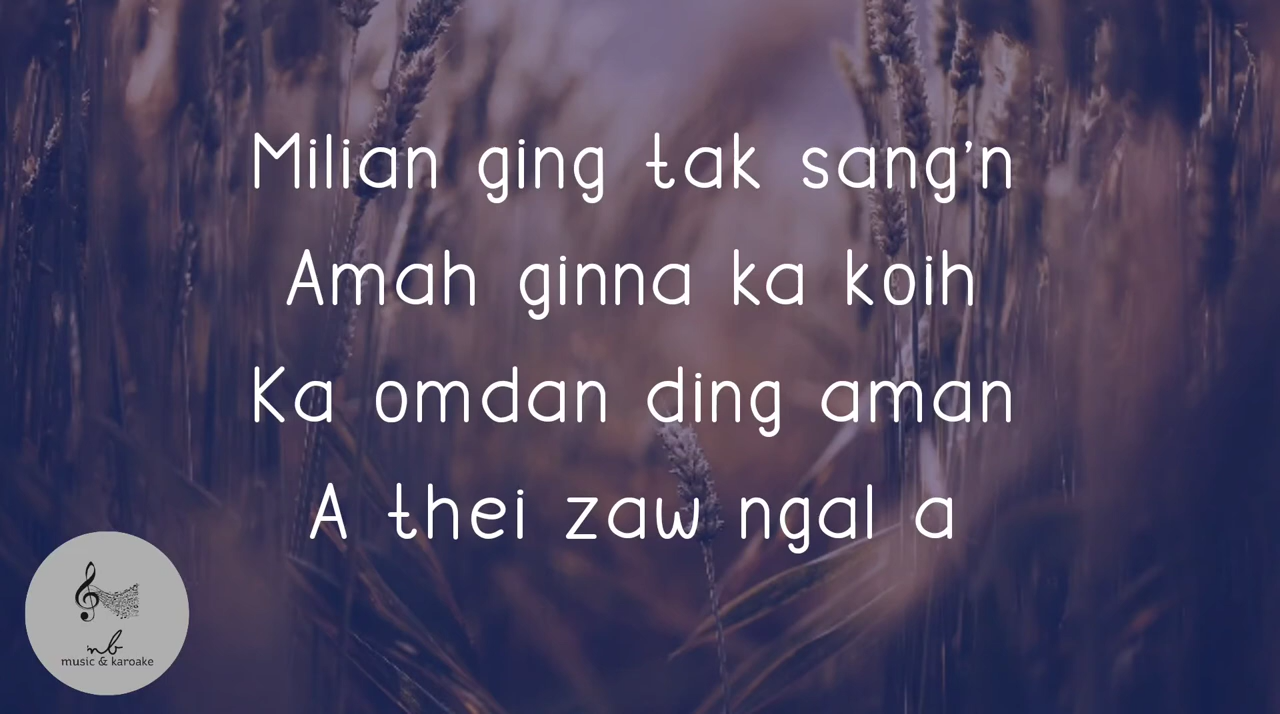 Milian ging tak sang'n
Amah ginna ka koih
Ka omdan ding aman
A thei zaw ngal a
nb
music & karoake